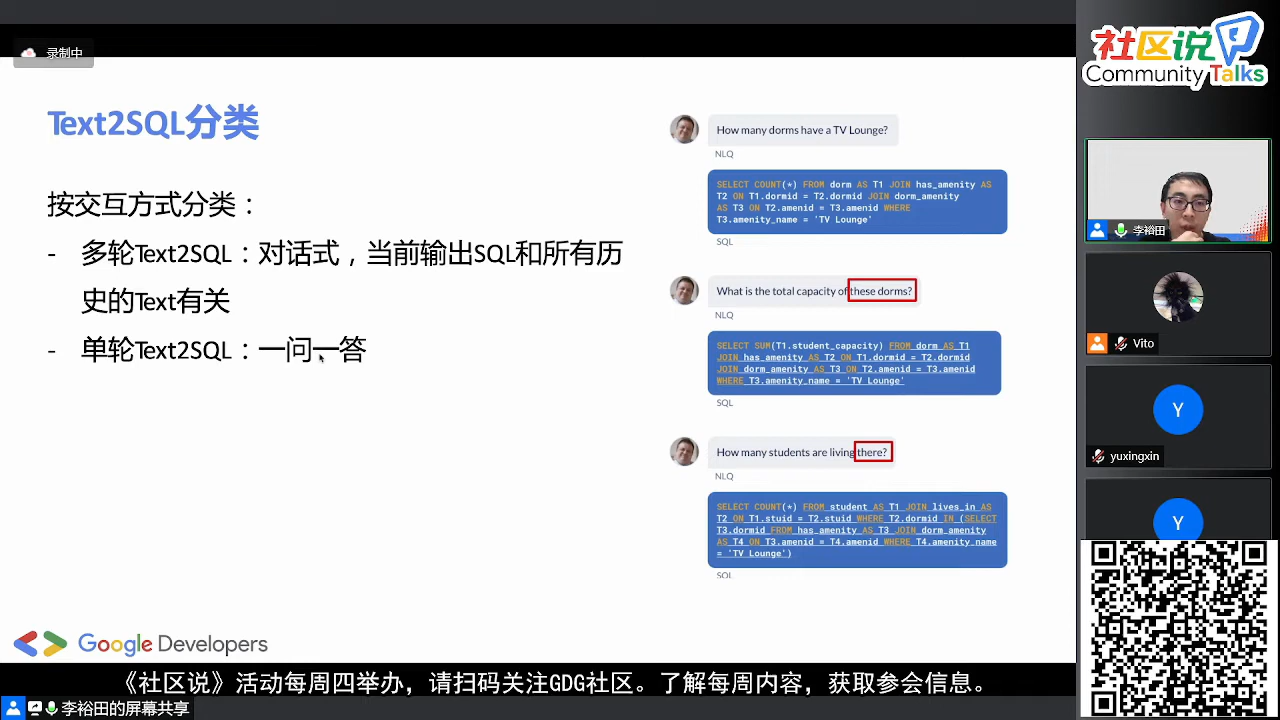 录制中
Text2SQL分类
按交互方式分类：
- 多轮Text2SQL：对话式，当前输出SQL和所有历
史的Text有关
- 单轮Text2SQL：一问一答
How many dorms have a TV Lounge?
NLQ
SELECT COUNT(*) FROM dorm AS T1 JOIN has_amenity AS
T2 ON T1.dormid = T2.dormid JOIN dorm_amenity
AS T3 ON T2.amenid = T3.amenid WHERE
T3.amenity_name = 'TV Lounge'
SQL
What is the total capacity of these dorms?
NLQ
SELECT SUM(T1.student_capacity) FROM dorm AS T1
JOIN has_amenity AS T2 ON T1.dormid = T2.dormid
JOIN dorm_amenity AS T3 ON T2.amenid = T3.amenid
WHERE T3.amenity_name = 'TV Lounge'
SQL
How many students are living there?
NLQ
SELECT COUNT(*) FROM student AS T1 JOIN lives_in AS
T2 ON T1.stuid = T2.stuid WHERE T2.dormid IN (SELECT
T3.dormid FROM has_amenity AS T3 JOIN dorm_amenity
AS T4 ON T3.amenid = T4.amenid WHERE T4.amenity_name
= 'TV Lounge')
SQL
Google Developers
《社区说》活动每周四举办，请扫码关注GDG社区。了解每周内容，获取参会信息。
李裕田的屏幕共享
社区说
Community Talks
李裕田
Vito
Y
yuxingxin
Y